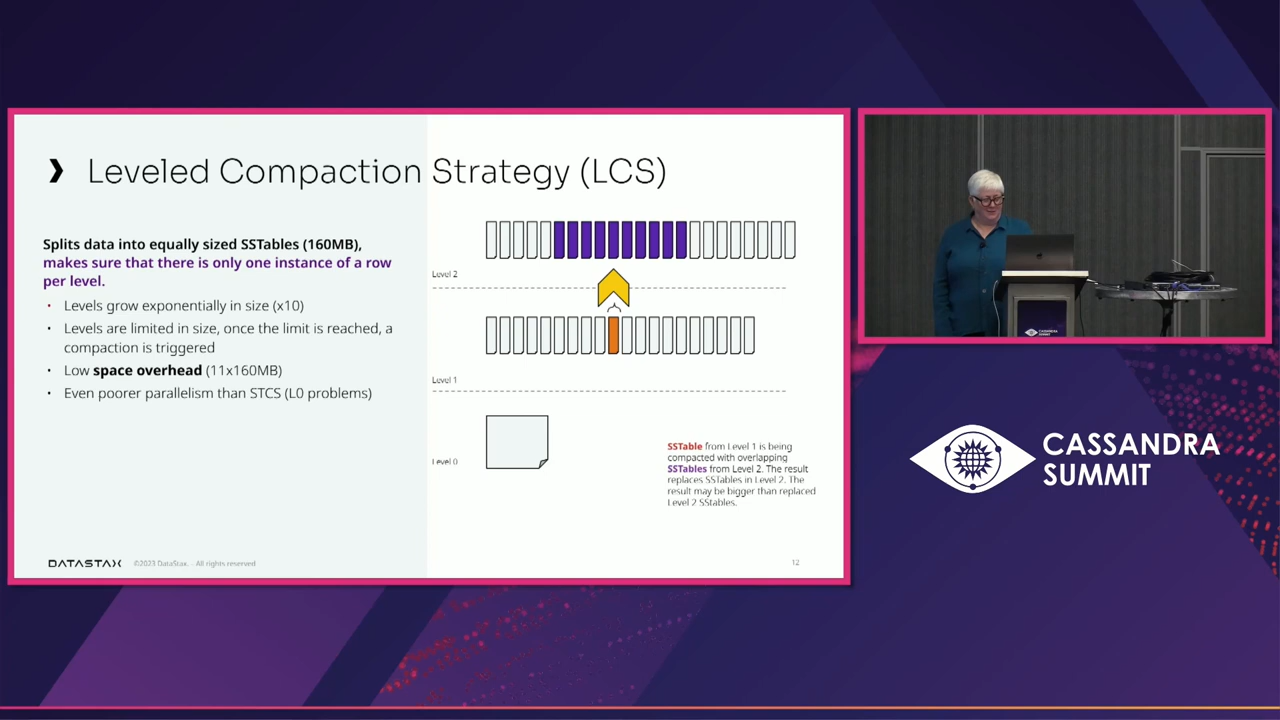 ❯ Leveled Compaction Strategy (LCS)
Splits data into equally sized SSTables (160MB),
makes sure that there is only one instance of a row
per level.
• Levels grow exponentially in size (x10)
• Levels are limited in size, once the limit is reached, a
compaction is triggered
• Low space overhead (11x160MB)
• Even poorer parallelism than STCS (L0 problems)
Level 2
Level 1
Level 0
SSTable from Level 1 is being
compacted with overlapping
SSTables from Level 2. The result
replaces SSTables in Level 2. The
result may be bigger than replaced
Level 2 SStables.
DATASTAX ©2023 DataStax. - All rights reserved
12
CASSANDRA
SUMMIT
CASSANDRA
SUMMIT